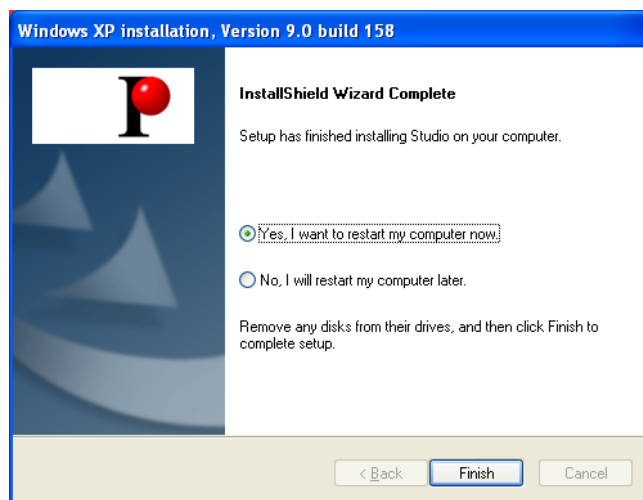 Windows XP installation, Version 9.0 build 158
P
InstallShield Wizard Complete
Setup has finished installing Studio on your computer.
Yes, I want to restart my computer now.
No, I will restart my computer later.
Remove any disks from their drives, and then click Finish to
complete setup.
< Back
Finish
Cancel